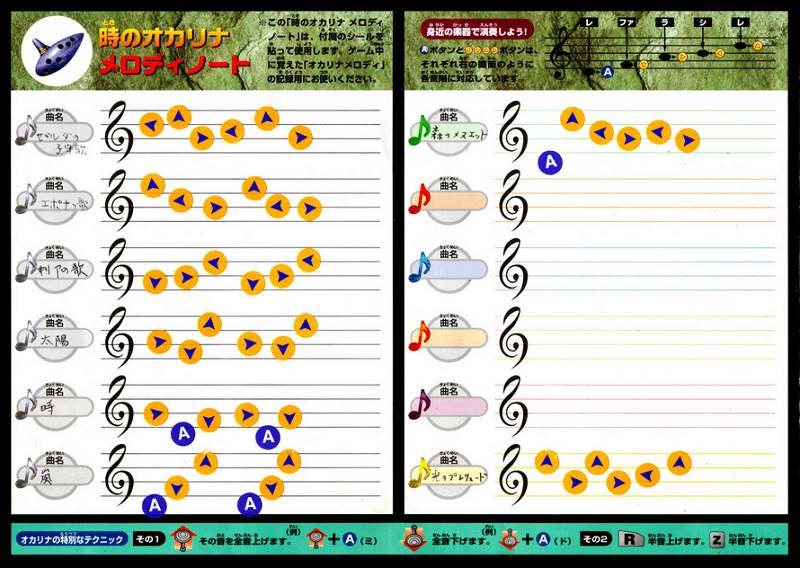 時のオカリナ
メロディノート
※この「時のオカリナ メロディ
ノート」は、付属のシールを
貼って使用します。ゲーム中
に覚えた「オカリナメロディ」
の記録用にお使いください。
身近の楽器で演奏しよう!
Aボタンと ボタンは、
それぞれ右の画面のように
各音階に対応しています。
レ ファ ラ シ レ
A
曲名
ゼルダの
子守歌
曲名
エポナの歌
曲名
サリアの歌
曲名
太陽
曲名
時
A A
曲名
嵐
A A
曲名
森のメヌエット
A
曲名
曲名
曲名
曲名
曲名
光のプレリュード
オカリナの特別なテクニック
その1
その音を全音上げます。
(例)
+A(ミ)
全音下げます。
(例)
+A(ド)
その2
R 半音上げます。
Z 半音下げます。